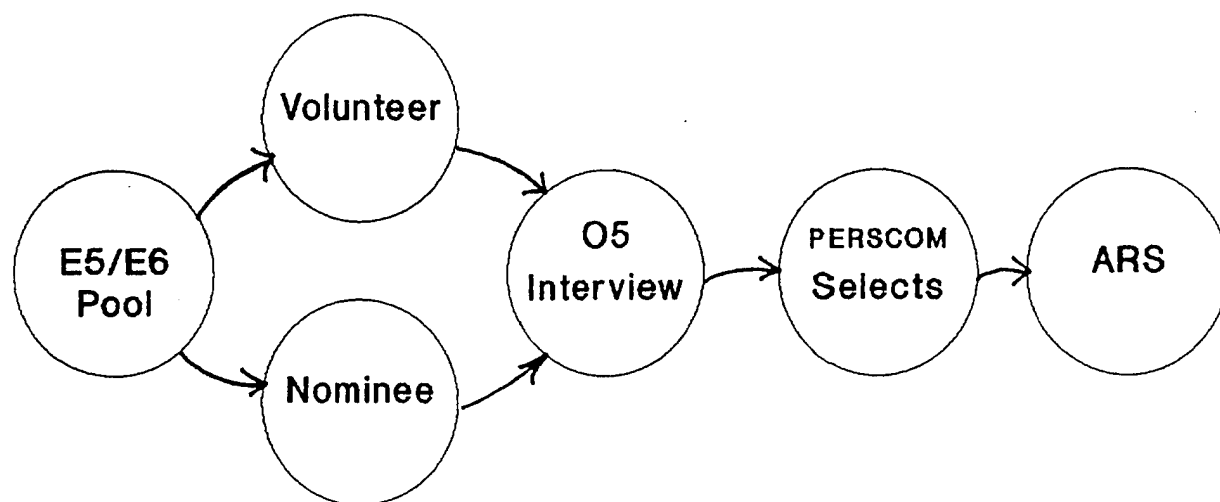 E5/E6
Pool
Volunteer
Nominee
O5
Interview
PERSCOM
Selects
ARS